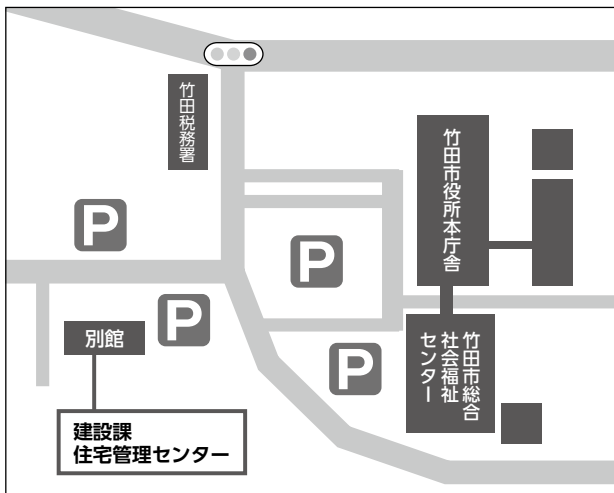 竹田税務署
竹田市役所本庁舎
P
P
P
P
別館
竹田市総合
社会福祉
センター
建設課
住宅管理センター